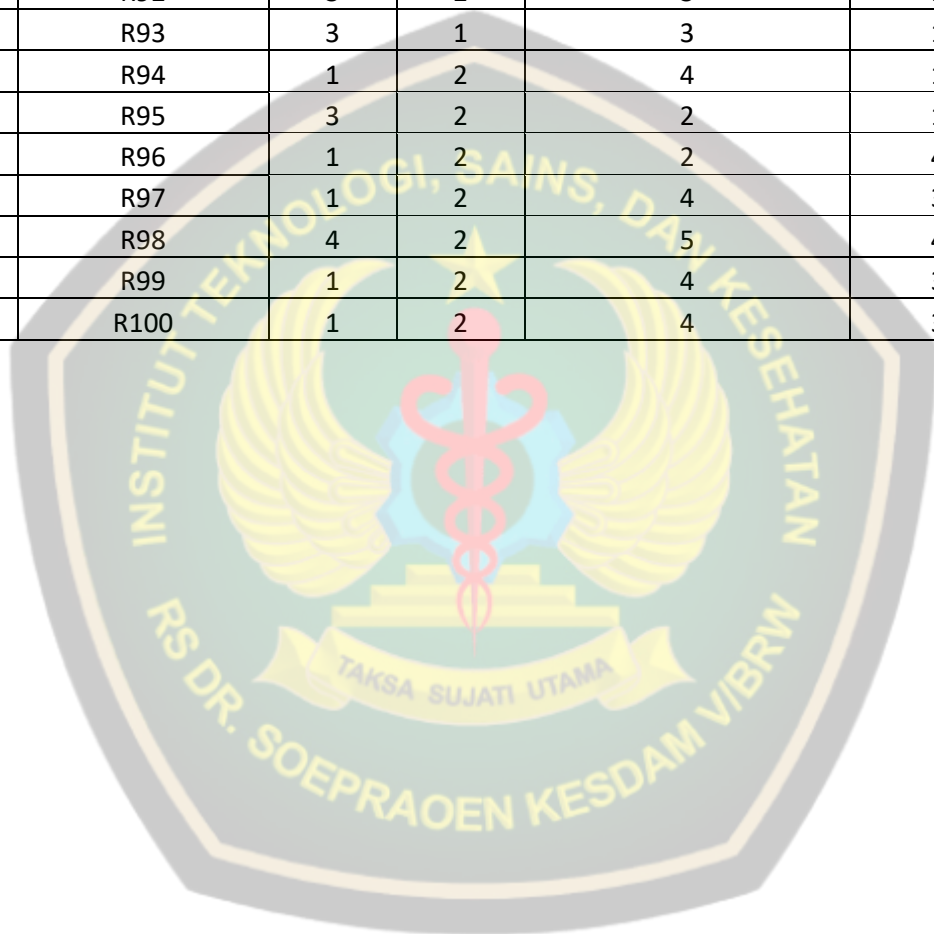 R93 3 1 3
R94 1 2 4
R95 3 2 2
R96 1 2 2
R97 1 2 4
R98 4 2 5
R99 1 2 4
R100 1 2 4
INSTITUT TEKNOLOGI, SAINS, DAN KESEHATAN
TAKSA SUJATI UTAMA
RS DR. SOEPRAOEN KESDAM V/BRW